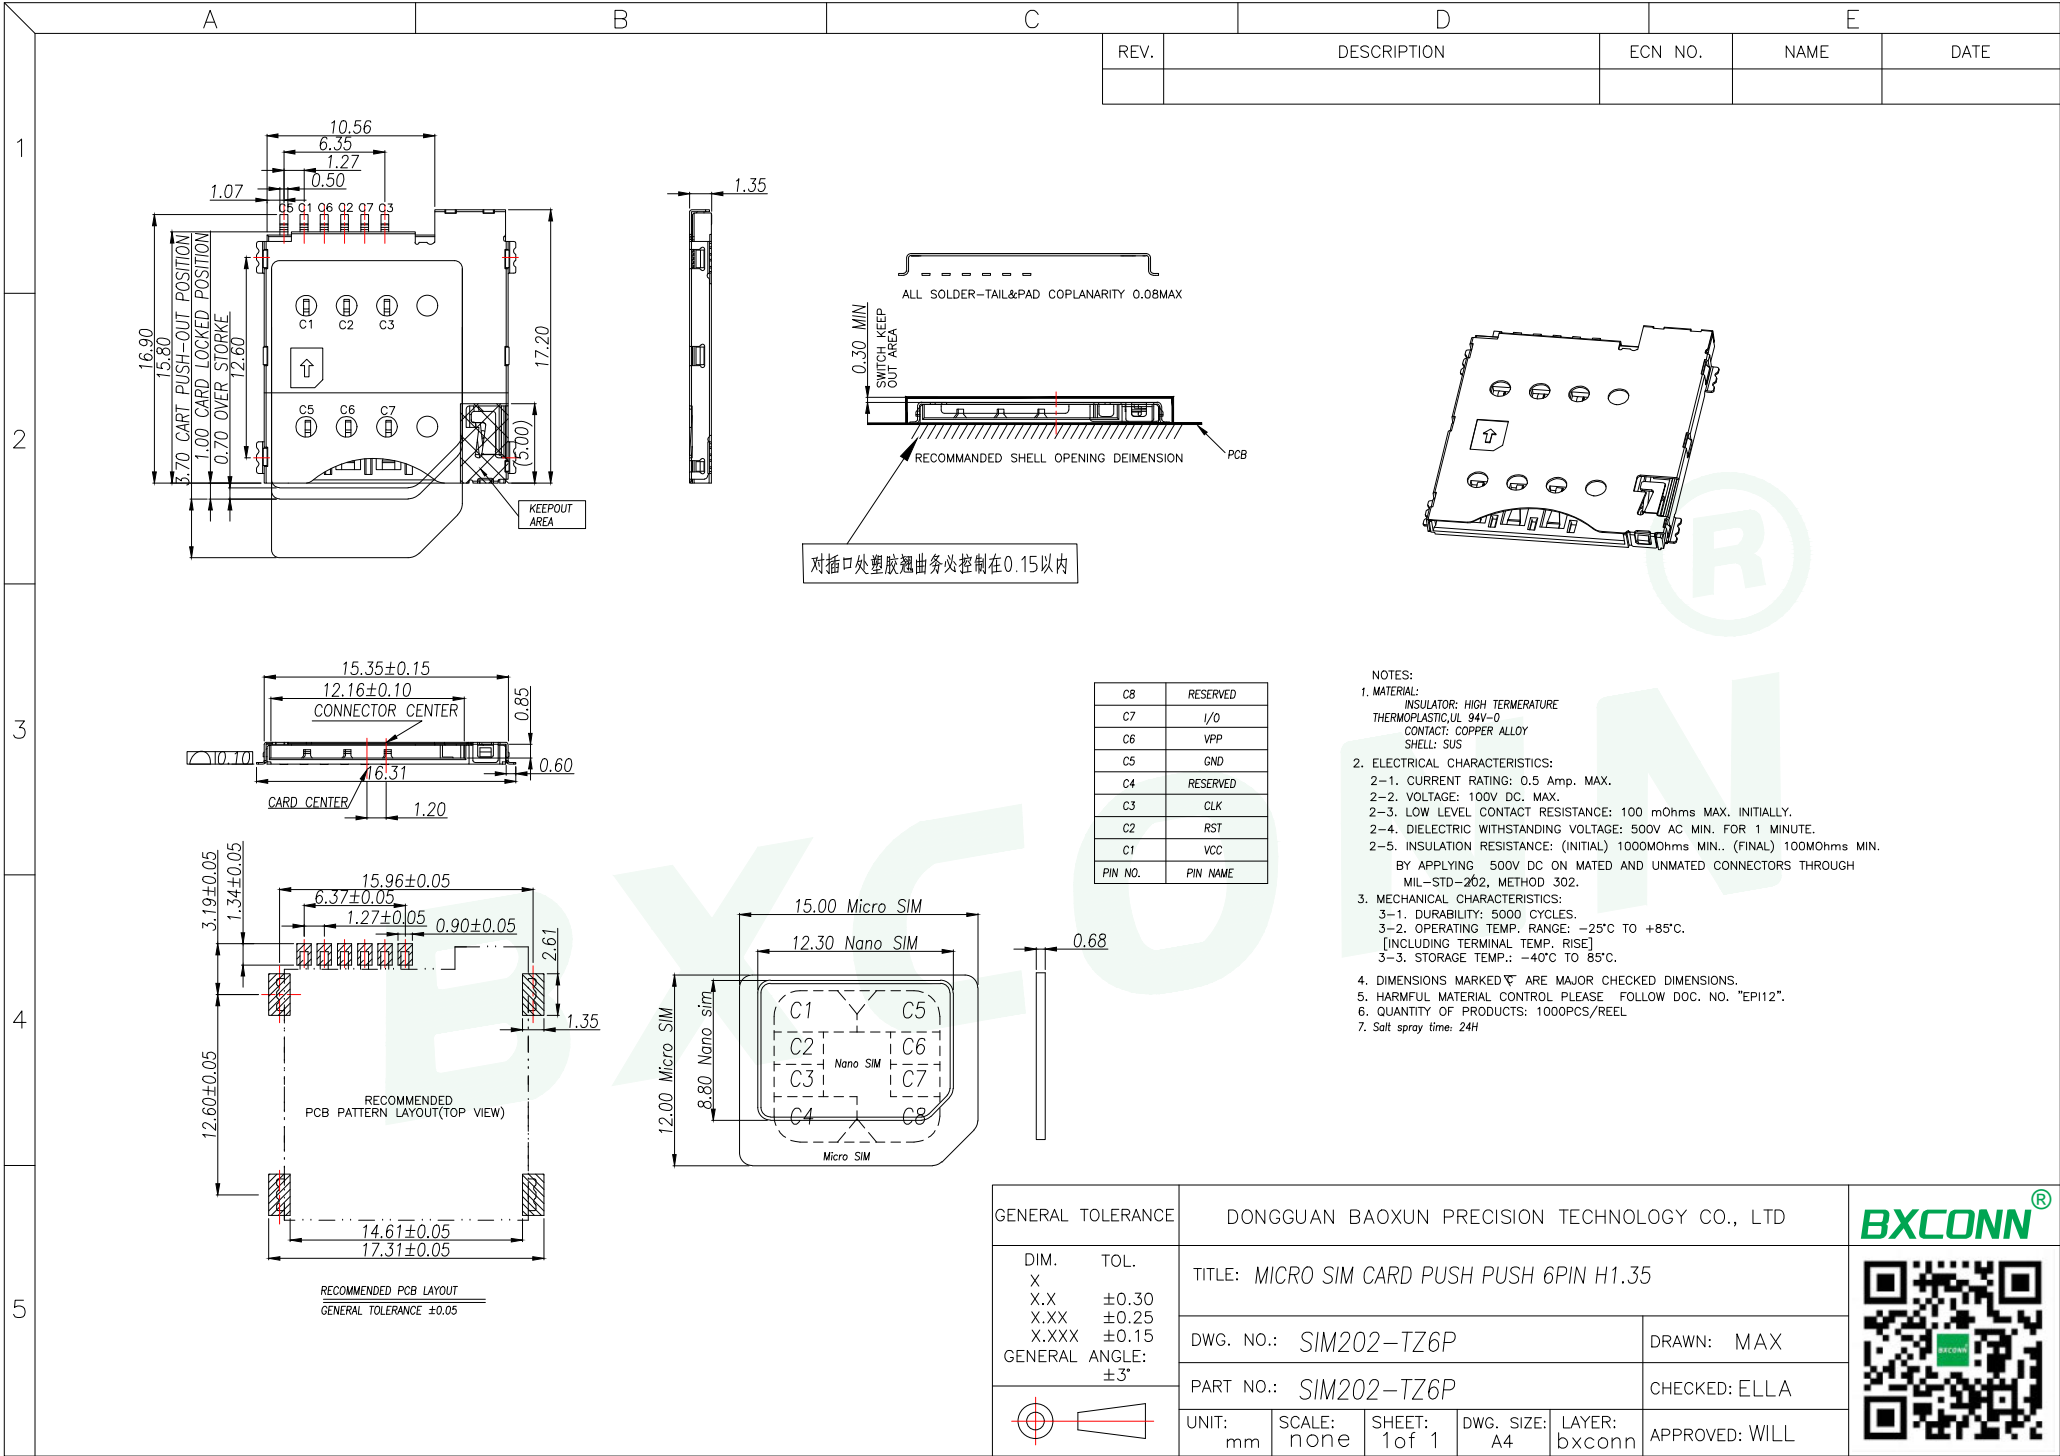 A B C D E
REV. DESCRIPTION ECN NO. NAME DATE
1
2
3
4
5
10.56
6.35
1.27
0.50
1.07
C5 C1 C6 C2 C7 C3
16.90
15.80
3.70 CART PUSH-OUT POSITION
1.00 CARD LOCKED POSITION
0.70 OVER STORKE
12.60
C1 C2 C3
C5 C6 C7
17.20
(5.00)
KEEPOUT
AREA
1.35
ALL SOLDER-TAIL&PAD COPLANARITY 0.08MAX
0.30 MIN
SWITCH KEEP
OUT AREA
RECOMMANDED SHELL OPENING DEIMENSION
PCB
对插口处塑胶翘曲务必控制在0.15以内
15.35±0.15
12.16±0.10
CONNECTOR CENTER
0.85
0.10
16.31
0.60
CARD CENTER
1.20
C8 RESERVED
C7 I/O
C6 VPP
C5 GND
C4 RESERVED
C3 CLK
C2 RST
C1 VCC
PIN NO. PIN NAME
NOTES:
1. MATERIAL:
INSULATOR: HIGH TERMERATURE
THERMOPLASTIC,UL 94V-0
CONTACT: COPPER ALLOY
SHELL: SUS
2. ELECTRICAL CHARACTERISTICS:
2-1. CURRENT RATING: 0.5 Amp. MAX.
2-2. VOLTAGE: 100V DC. MAX.
2-3. LOW LEVEL CONTACT RESISTANCE: 100 mOhms MAX. INITIALLY.
2-4. DIELECTRIC WITHSTANDING VOLTAGE: 500V AC MIN. FOR 1 MINUTE.
2-5. INSULATION RESISTANCE: (INITIAL) 1000MOhms MIN.. (FINAL) 100MOhms MIN.
BY APPLYING 500V DC ON MATED AND UNMATED CONNECTORS THROUGH
MIL-STD-202, METHOD 302.
3. MECHANICAL CHARACTERISTICS:
3-1. DURABILITY: 5000 CYCLES.
3-2. OPERATING TEMP. RANGE: -25°C TO +85°C.
[INCLUDING TERMINAL TEMP. RISE]
3-3. STORAGE TEMP.: -40°C TO 85°C.
4. DIMENSIONS MARKED ARE MAJOR CHECKED DIMENSIONS.
5. HARMFUL MATERIAL CONTROL PLEASE FOLLOW DOC. NO. "EPI12".
6. QUANTITY OF PRODUCTS: 1000PCS/REEL
7. Salt spray time: 24H
3.19±0.05
1.34±0.05
15.96±0.05
6.37±0.05
1.27±0.05
0.90±0.05
2.61
1.35
12.60±0.05
RECOMMENDED
PCB PATTERN LAYOUT(TOP VIEW)
14.61±0.05
17.31±0.05
RECOMMENDED PCB LAYOUT
GENERAL TOLERANCE ±0.05
15.00 Micro SIM
12.30 Nano SIM
0.68
12.00 Micro SIM
8.80 Nano sim
C1 C5
C2 C6
Nano SIM
C3 C7
C4 C8
Micro SIM
BXCONN®
GENERAL TOLERANCE
DIM. TOL.
X
X.X ±0.30
X.XX ±0.25
X.XXX ±0.15
GENERAL ANGLE:
±3°
DONGGUAN BAOXUN PRECISION TECHNOLOGY CO., LTD
TITLE: MICRO SIM CARD PUSH PUSH 6PIN H1.35
DWG. NO.: SIM202-TZ6P
DRAWN: MAX
PART NO.: SIM202-TZ6P
CHECKED: ELLA
UNIT: mm
SCALE: none
SHEET: 1of 1
DWG. SIZE: A4
LAYER: bxconn
APPROVED: WILL
BXCONN®
BXCONN